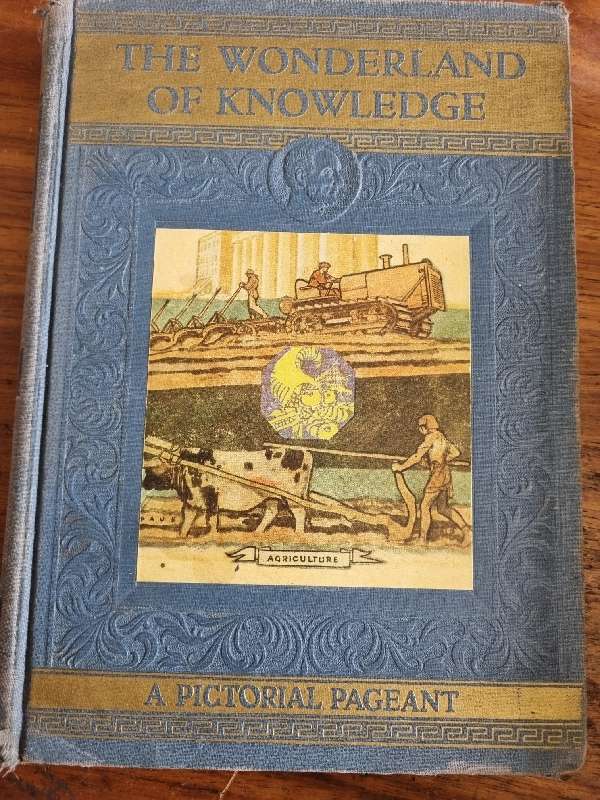 THE WONDERLAND
OF KNOWLEDGE
AGRICULTURE
A PICTORIAL PAGEANT